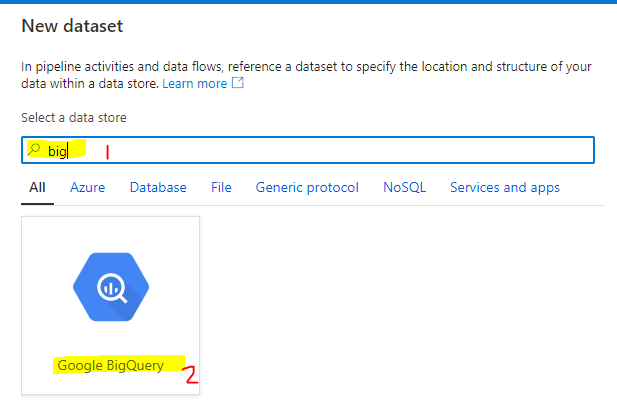 New dataset
In pipeline activities and data flows, reference a dataset to specify the location and structure of your
data within a data store. Learn more
Select a data store
big 1
All Azure Database File Generic protocol NoSQL Services and apps
Google BigQuery 2